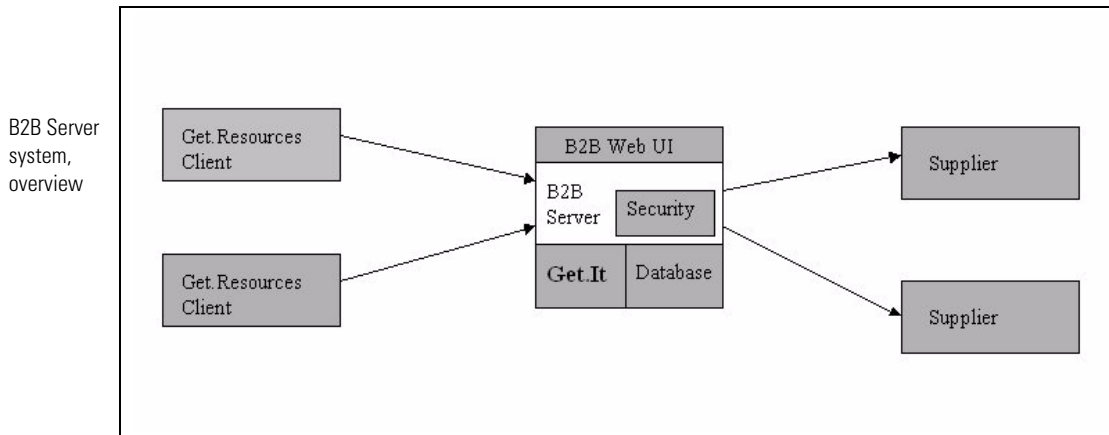 B2B Server
system,
overview
Get.Resources
Client
Get.Resources
Client
B2B Web UI
B2B
Server
Security
Get.It
Database
Supplier
Supplier